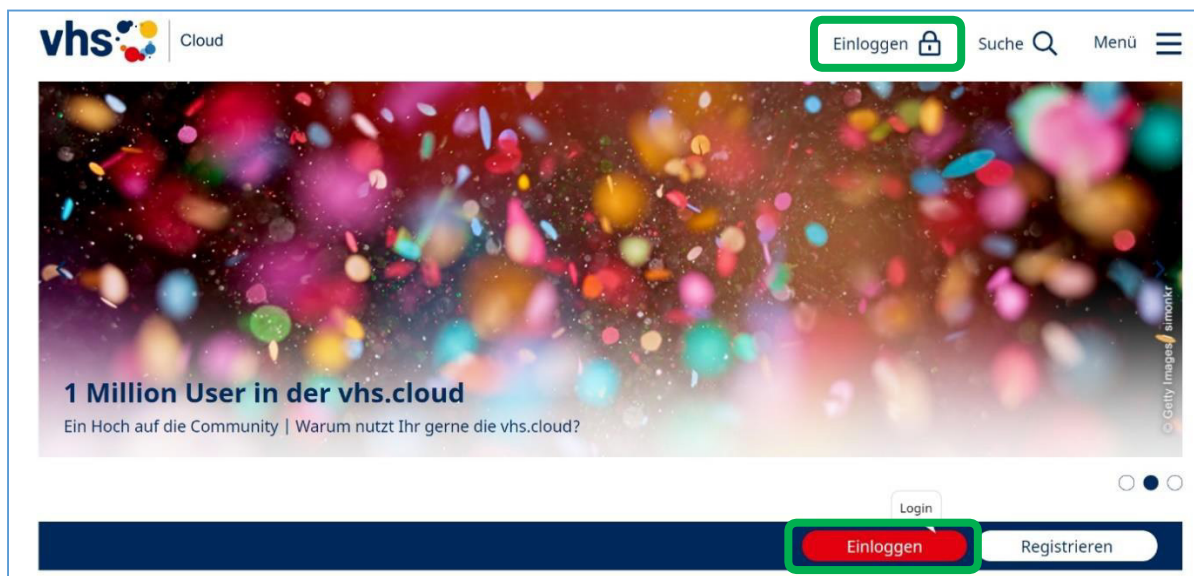 vhs Cloud
Einloggen Suche Menü
© Getty Images / simonkr
1 Million User in der vhs.cloud
Ein Hoch auf die Community | Warum nutzt Ihr gerne die vhs.cloud?
Login
Einloggen Registrieren